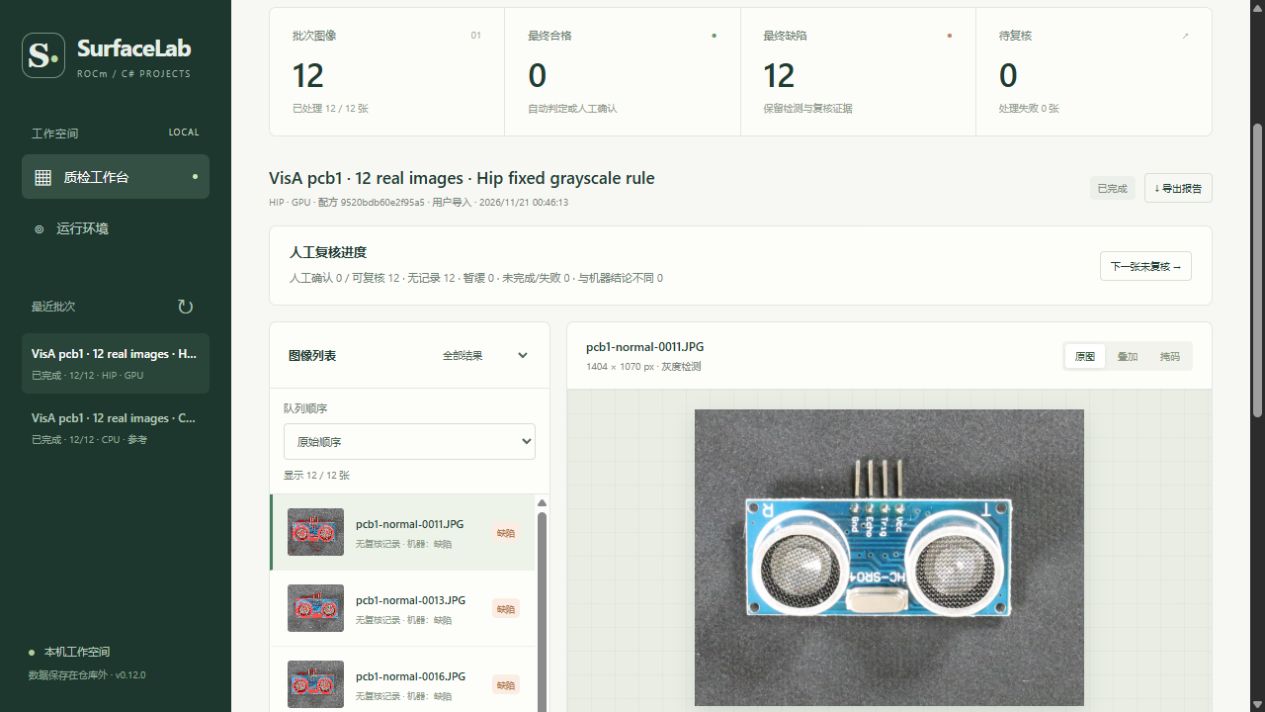 S.
SurfaceLab
ROCm / C# PROJECTS
工作空间
LOCAL
质检工作台
运行环境
最近批次
VisA pcb1 · 12 real images · H...
已完成 · 12/12 · HIP · GPU
VisA pcb1 · 12 real images · C...
已完成 · 12/12 · CPU · 参考
本机工作空间
数据保存在仓库外 · v0.12.0
批次图像
01
12
已处理 12 / 12 张
最终合格
0
自动判定或人工确认
最终缺陷
12
保留检测与复核证据
待复核
↗
0
处理失败 0 张
VisA pcb1 · 12 real images · Hip fixed grayscale rule
HIP · GPU · 配方 9520bdb60e2f95a5 · 用户导入 · 2026/11/21 00:46:13
已完成
↓ 导出报告
人工复核进度
人工确认 0 / 可复核 12 · 无记录 12 · 暂缓 0 · 未完成/失败 0 · 与机器结论不同 0
下一张未复核 →
图像列表
全部结果
队列顺序
原始顺序
显示 12 / 12 张
pcb1-normal-0011.JPG
无复核记录 · 机器：缺陷
缺陷
pcb1-normal-0013.JPG
无复核记录 · 机器：缺陷
缺陷
pcb1-normal-0016.JPG
无复核记录 · 机器：缺陷
缺陷
pcb1-normal-0011.JPG
1404 × 1070 px · 灰度检测
原图
叠加
掩码
R
T
Gnd
Echo
Trig
Vcc
HC-SR04